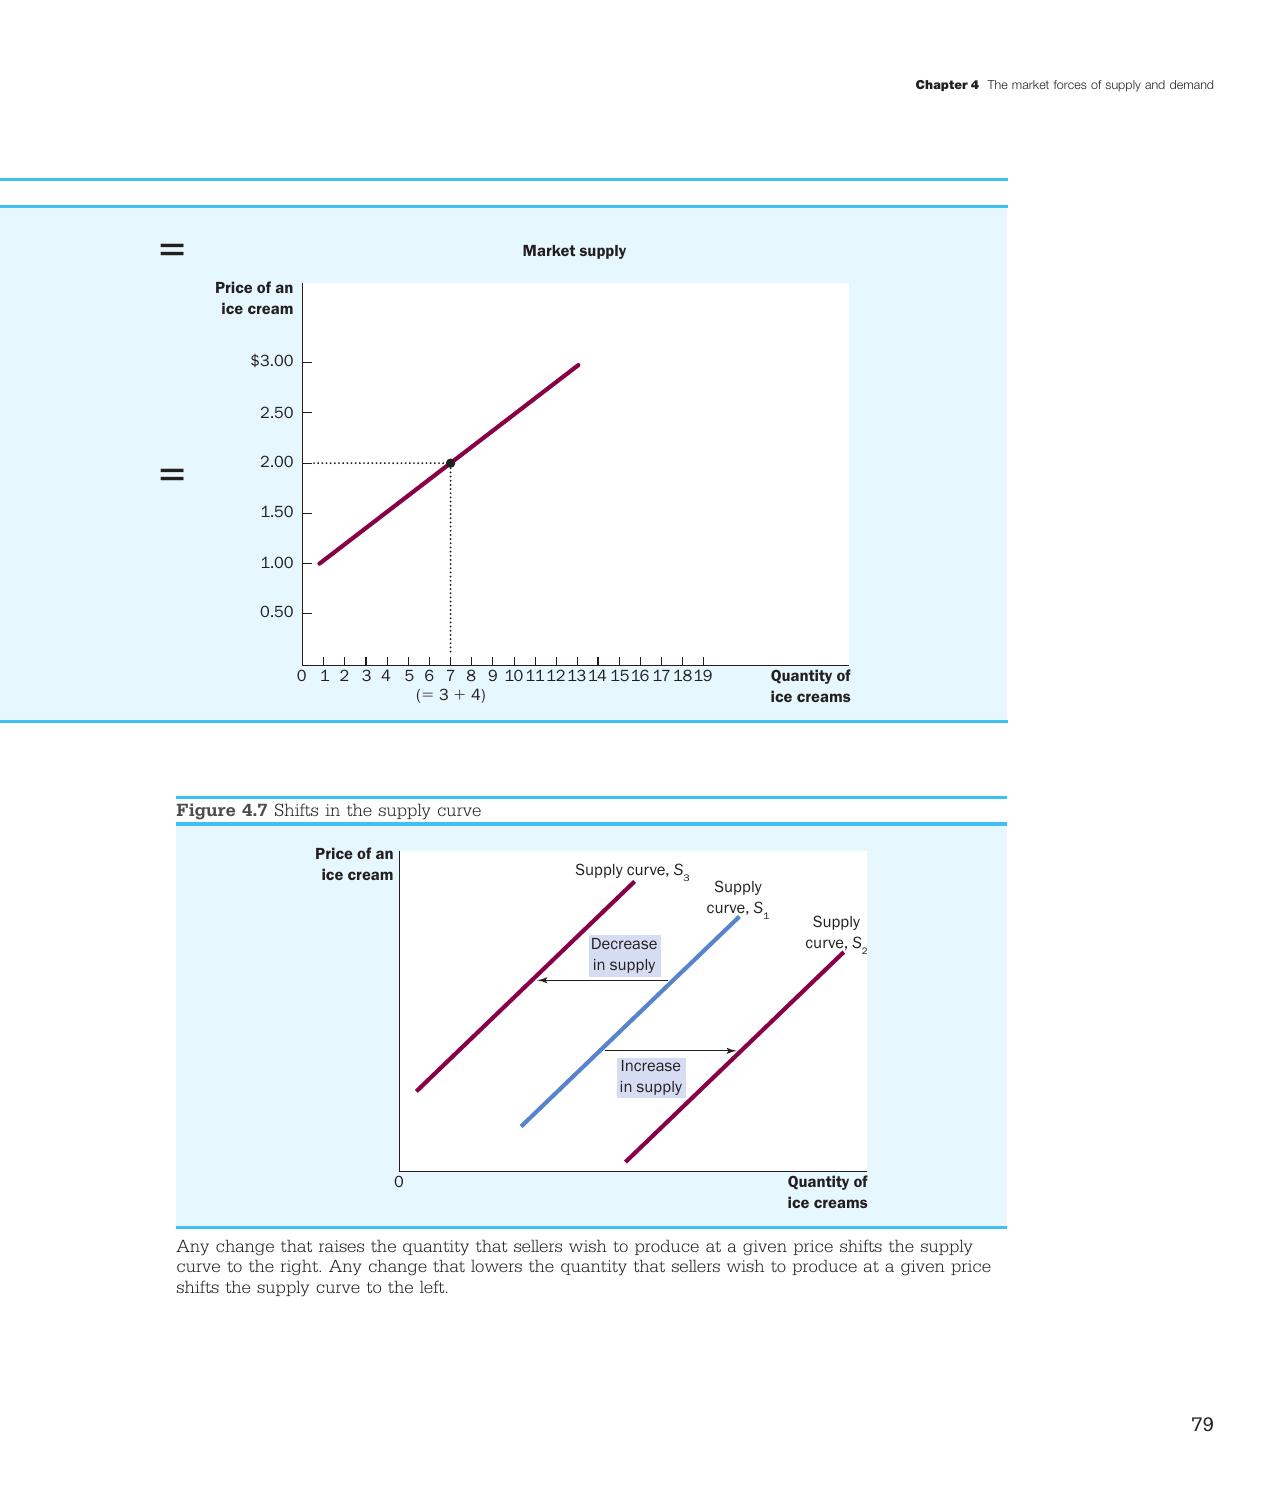 Chapter 4 The market forces of supply and demand
=
Market supply
Price of an
ice cream
$3.00
2.50
2.00
=
1.50
1.00
0.50
0 1 2 3 4 5 6 7 8 9 10 11 12 13 14 15 16 17 18 19
(= 3 + 4)
Quantity of
ice creams
Figure 4.7 Shifts in the supply curve
Price of an
ice cream
Supply curve, S3
Supply
curve, S1
Supply
curve, S2
Decrease
in supply
Increase
in supply
0
Quantity of
ice creams
Any change that raises the quantity that sellers wish to produce at a given price shifts the supply
curve to the right. Any change that lowers the quantity that sellers wish to produce at a given price
shifts the supply curve to the left.
79